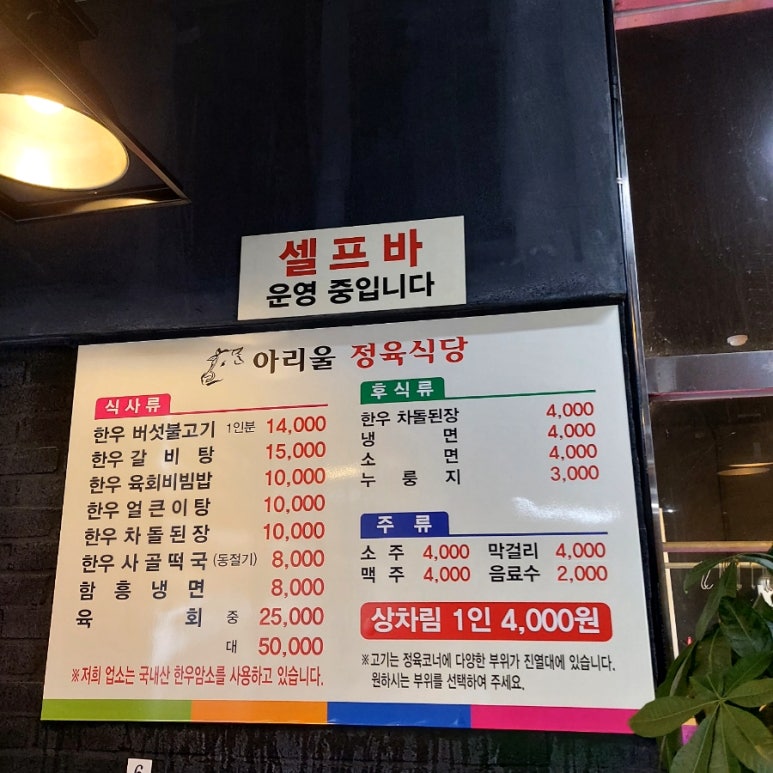 셀프바
운영 중입니다
아리울 정육식당
식사류
한우 버섯불고기 1인분 14,000
한우 갈비탕 15,000
한우 육회비빔밥 10,000
한우 얼큰이탕 10,000
한우 차돌된장 10,000
한우 사골떡국 (동절기) 8,000
함흥냉면 8,000
육회 중 25,000
대 50,000
※저희 업소는 국내산 한우암소를 사용하고 있습니다.
후식류
한우 차돌된장 4,000
냉면 4,000
소면 4,000
누룽지 3,000
주류
소주 4,000 막걸리 4,000
맥주 4,000 음료수 2,000
상차림 1인 4,000원
※고기는 정육코너에 다양한 부위가 진열대에 있습니다.
원하시는 부위를 선택하여 주세요.
6